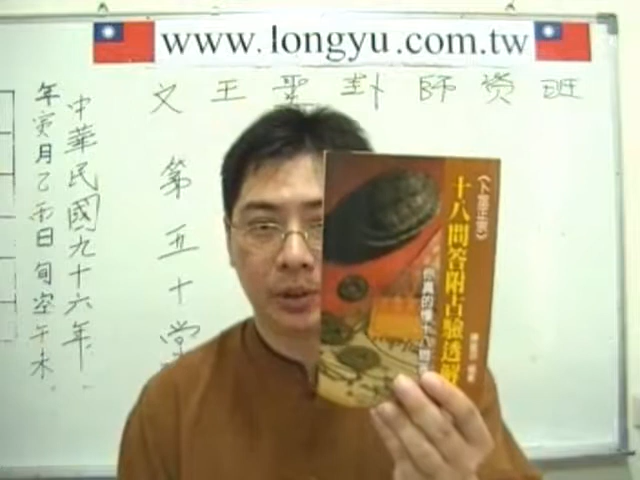 www.longyu.com.tw
文王聖卦師資班
第五十堂
中華民國九十六年.
年寅月乙丙日旬空午未.
《卜筮正宗》
十八問答附占驗透解